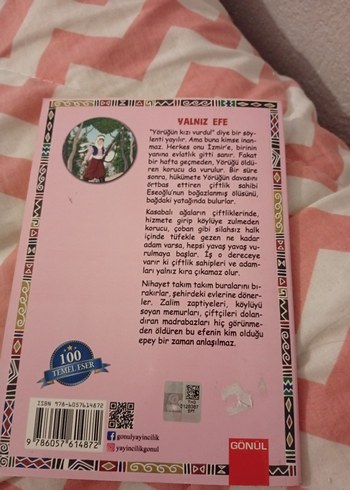 YALNIZ EFE
"Yörüğün kızı vurdu!" diye bir söy-
lenti yayılır. Ama buna kimse inan-
maz. Herkes onu İzmir'e, birinin
yanına evlatlık gitti sanır. Fakat
bir hafta geçmeden, Yörüğü öldü-
ren korucu da vurulur. Bir süre
sonra, hükümete Yörüğün davasını
örtbas ettiren çiftlik sahibi
Eseoğlu'nun boğazlanmış ölüsünü,
bağdaki yatağında bulurlar.
Kasabalı ağaların çiftliklerinde,
hizmete girip köylüye zulmeden
korucu, çoban gibi silahsız halk
içinde tüfekle gezen ne kadar
adam varsa, hepsi yavaş yavaş vu-
rulmaya başlar. İş o dereceye
varır ki çiftlik sahipleri ve adam-
ları yalnız kıra çıkamaz olur.
Nihayet takım takım buralarını bı-
rakırlar, şehirdeki evlerine döner-
ler. Zalim zaptiyeleri, köylüyü
soyan memurları, çiftçileri dolan-
dıran madrabazları hiç görünme-
den öldüren bu efenin kim olduğu
epey bir zaman anlaşılmaz.
100
TEMEL ESER
ISBN 978-6057614872
9 786057 614872
gonulyayincilik
yayincilikgonul
GÖNÜL